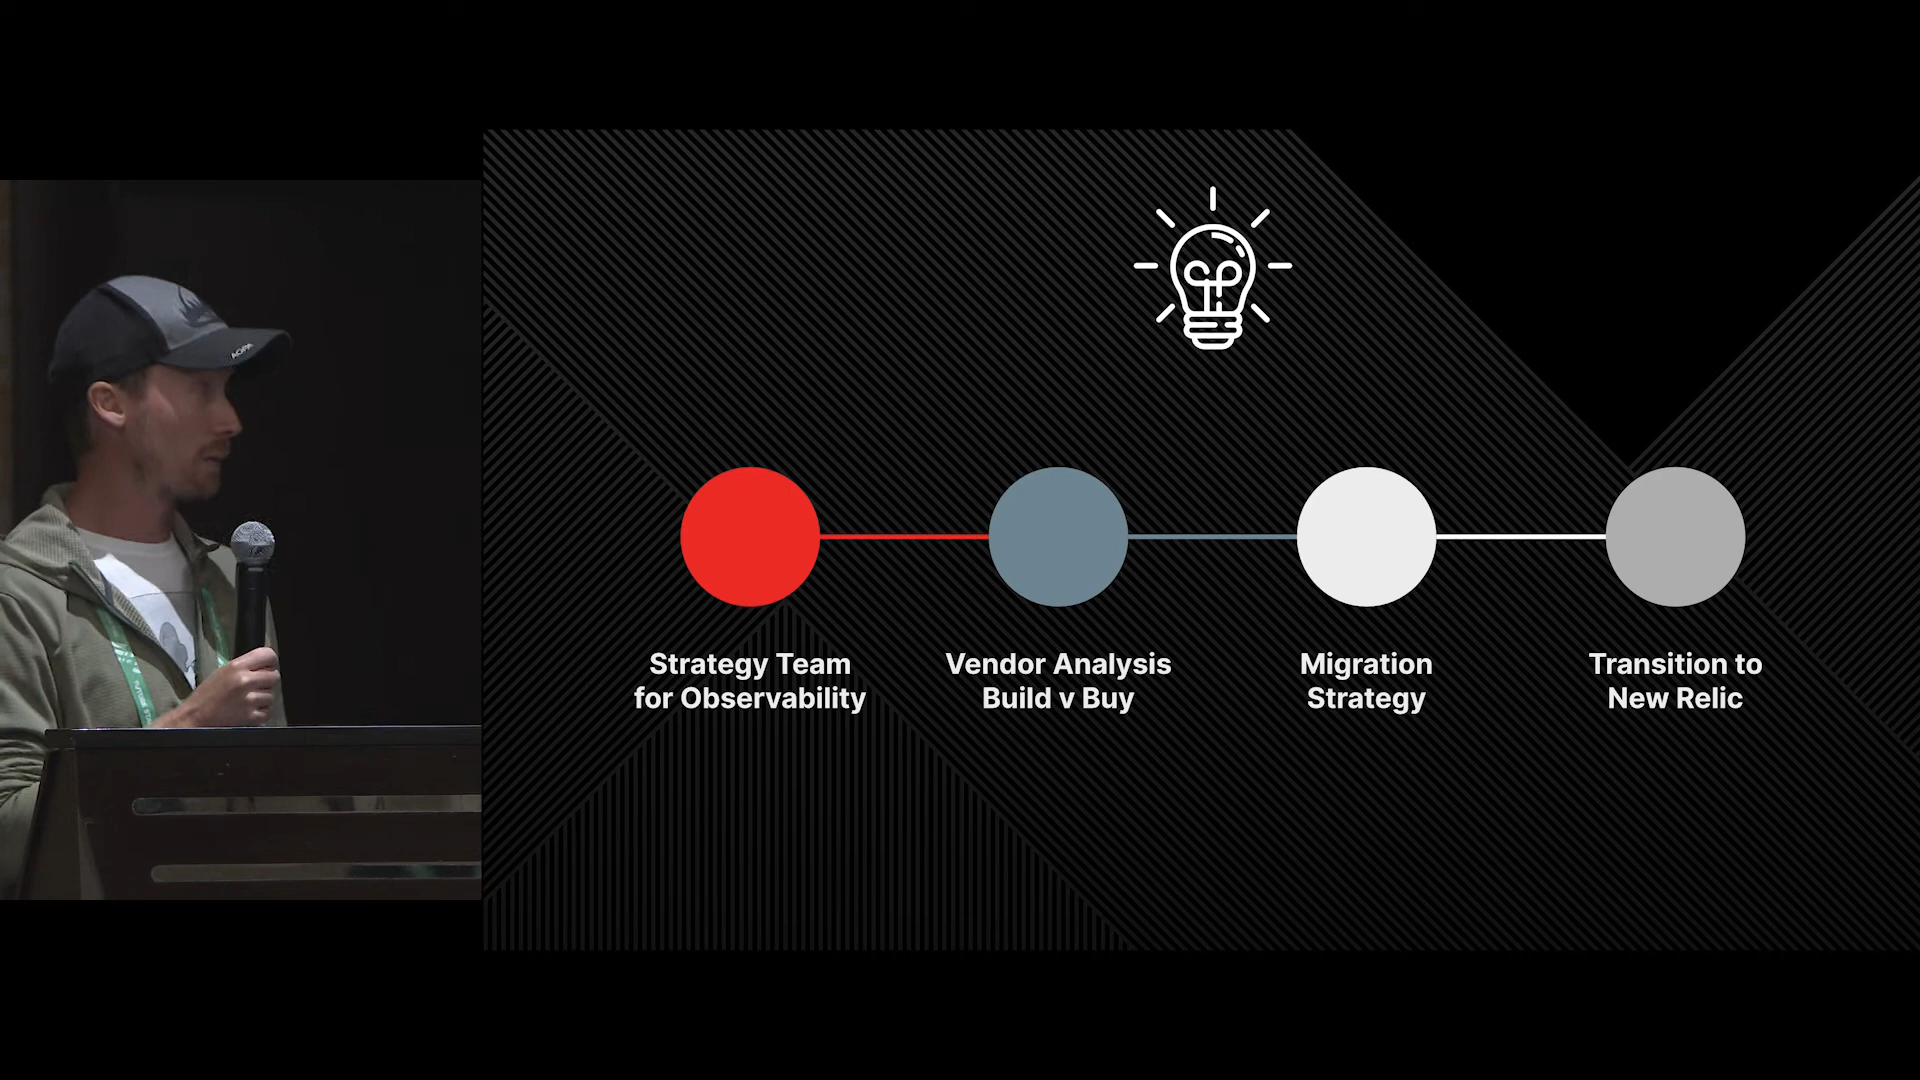 Strategy Team
for Observability
Vendor Analysis
Build v Buy
Migration
Strategy
Transition to
New Relic